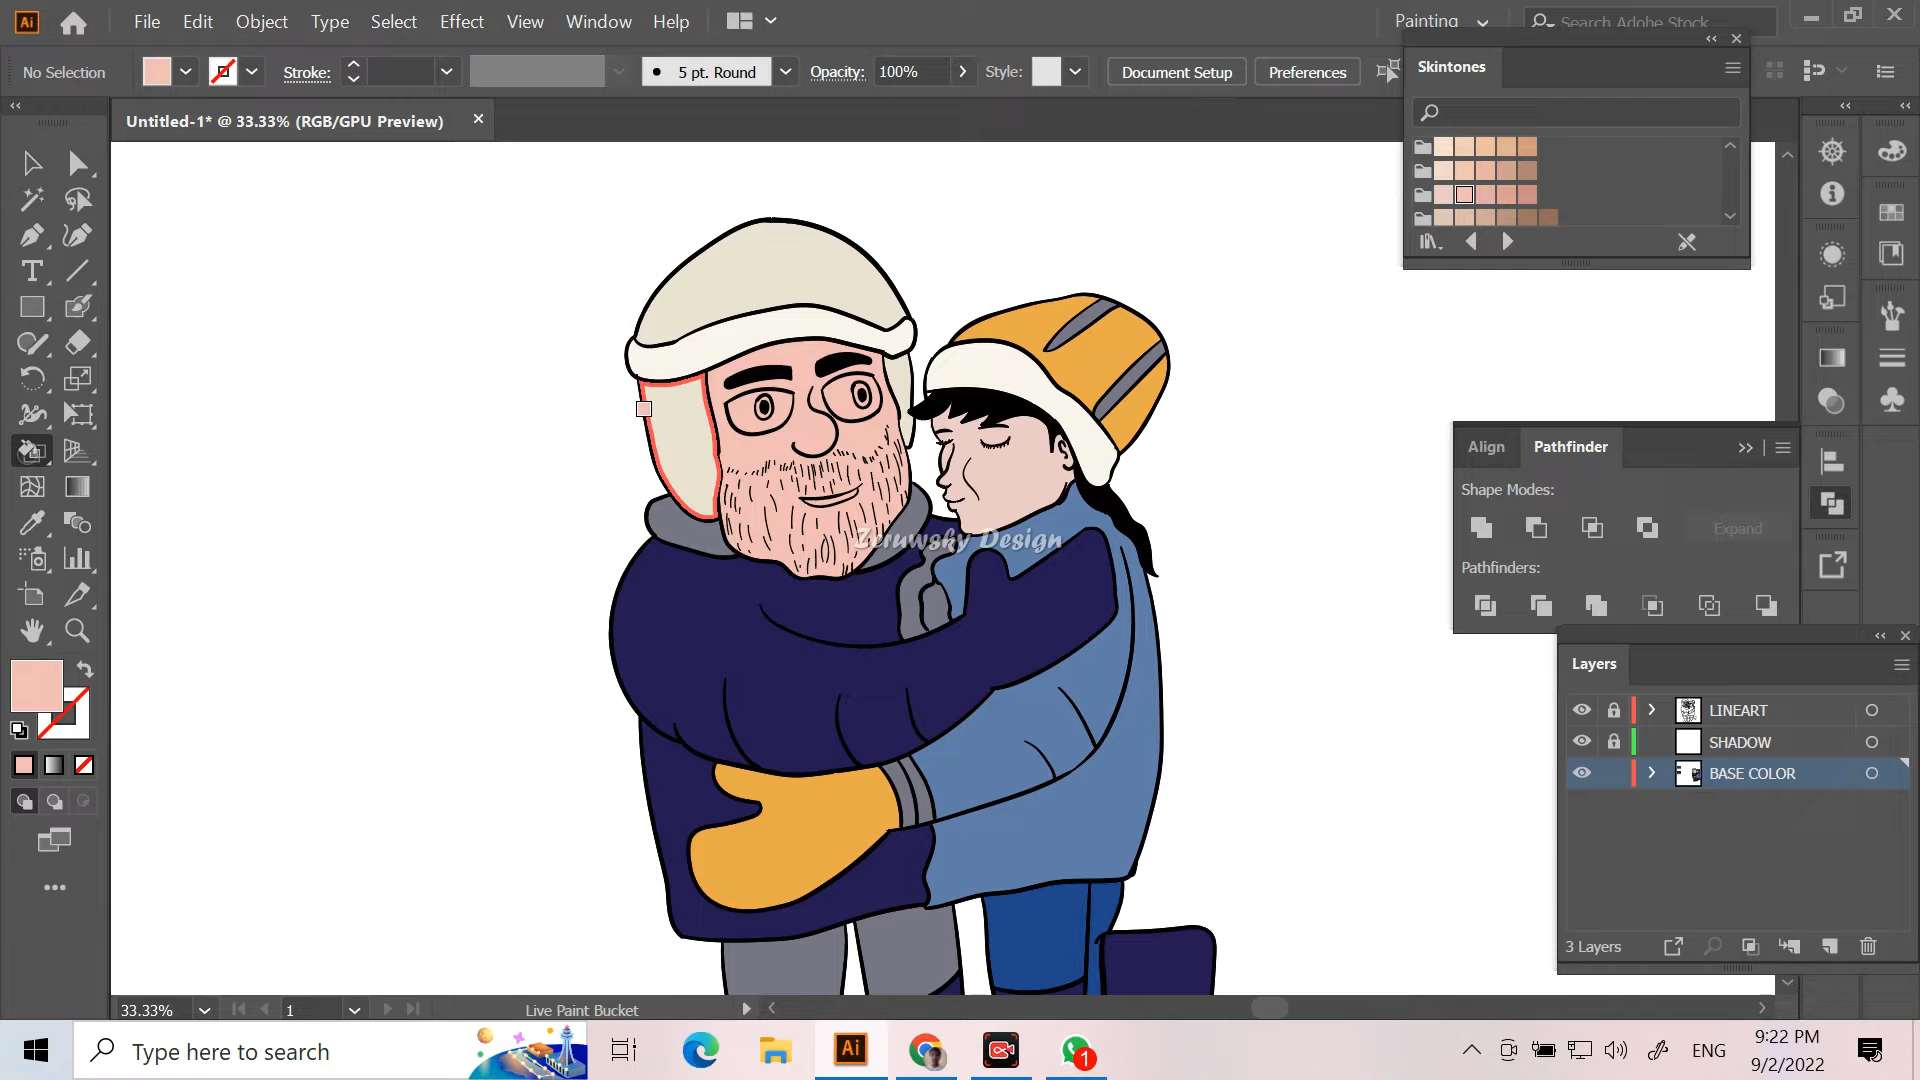 Ai File Edit Object Type Select Effect View Window Help Painting Search Adobe Stock
No Selection Stroke: 5 pt. Round Opacity: 100% Style: Document Setup Preferences
Untitled-1* @ 33.33% (RGB/GPU Preview)
Skintones
Zeruwsky Design
Align Pathfinder
Shape Modes:
Expand
Pathfinders:
Layers
LINEART
SHADOW
BASE COLOR
3 Layers
33.33% 1 Live Paint Bucket
Type here to search
Ai
1
ENG
9:22 PM
9/2/2022